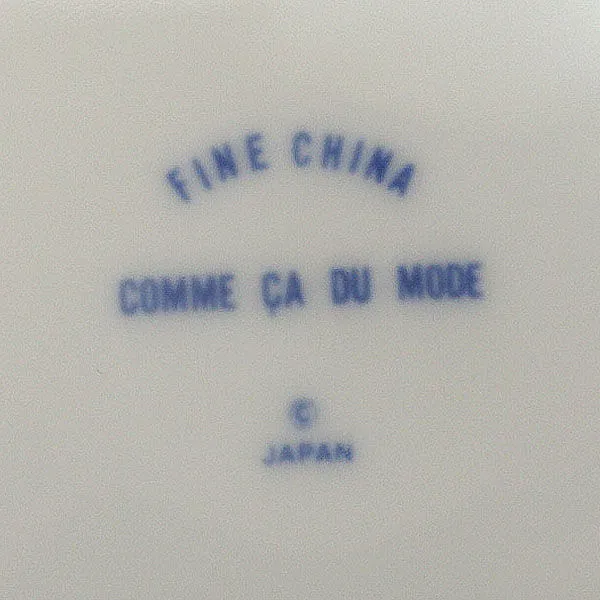 FINE CHINA
COMME ÇA DU MODE
©
JAPAN